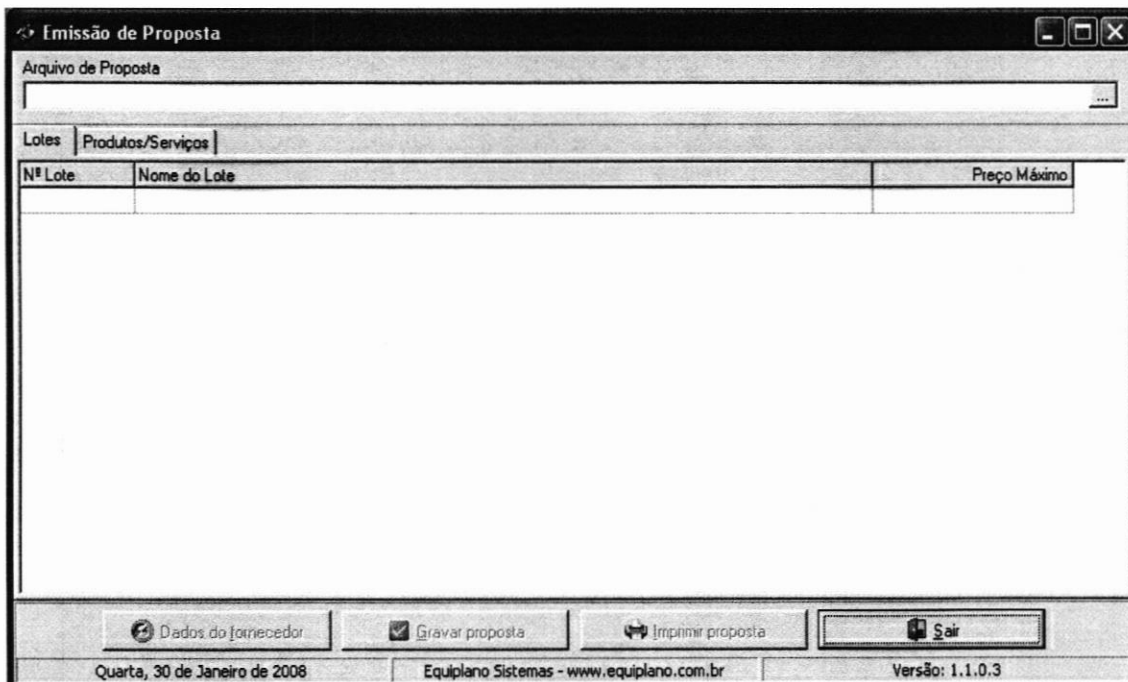 Emissão de Proposta
Arquivo de Proposta
...
Lotes Produtos/Serviços
Nº Lote Nome do Lote Preço Máximo
Dados do fornecedor Gravar proposta Imprimir proposta Sair
Quarta, 30 de Janeiro de 2008 Equiplano Sistemas - www.equiplano.com.br Versão: 1.1.0.3